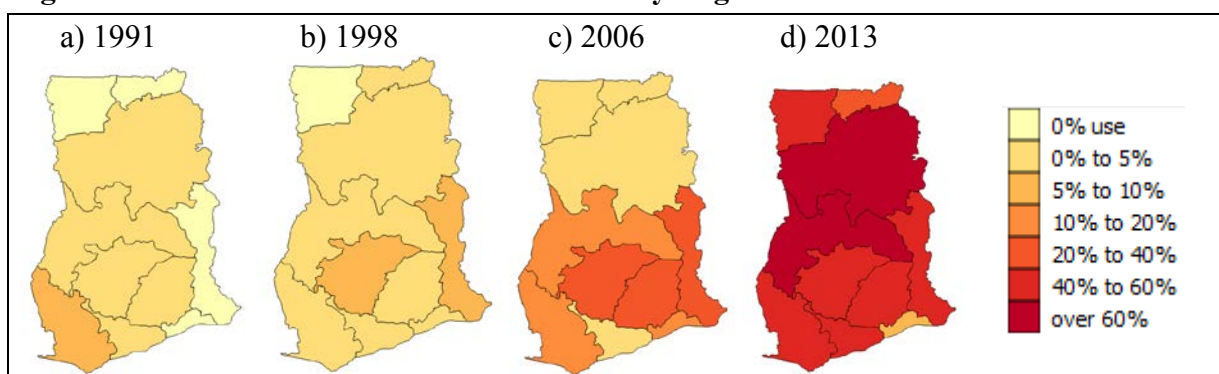 a) 1991 b) 1998 c) 2006 d) 2013
0% use
0% to 5%
5% to 10%
10% to 20%
20% to 40%
40% to 60%
over 60%